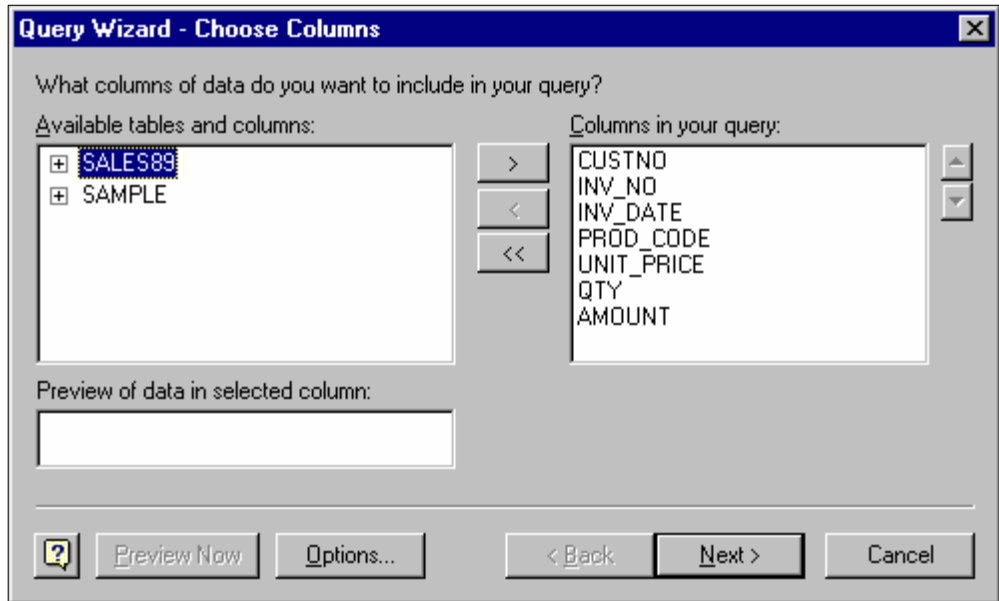 Query Wizard - Choose Columns
What columns of data do you want to include in your query?
Available tables and columns:
SALES89
SAMPLE
>
<
<<
Columns in your query:
CUSTNO
INV_NO
INV_DATE
PROD_CODE
UNIT_PRICE
QTY
AMOUNT
Preview of data in selected column:
? Preview Now Options... < Back Next > Cancel